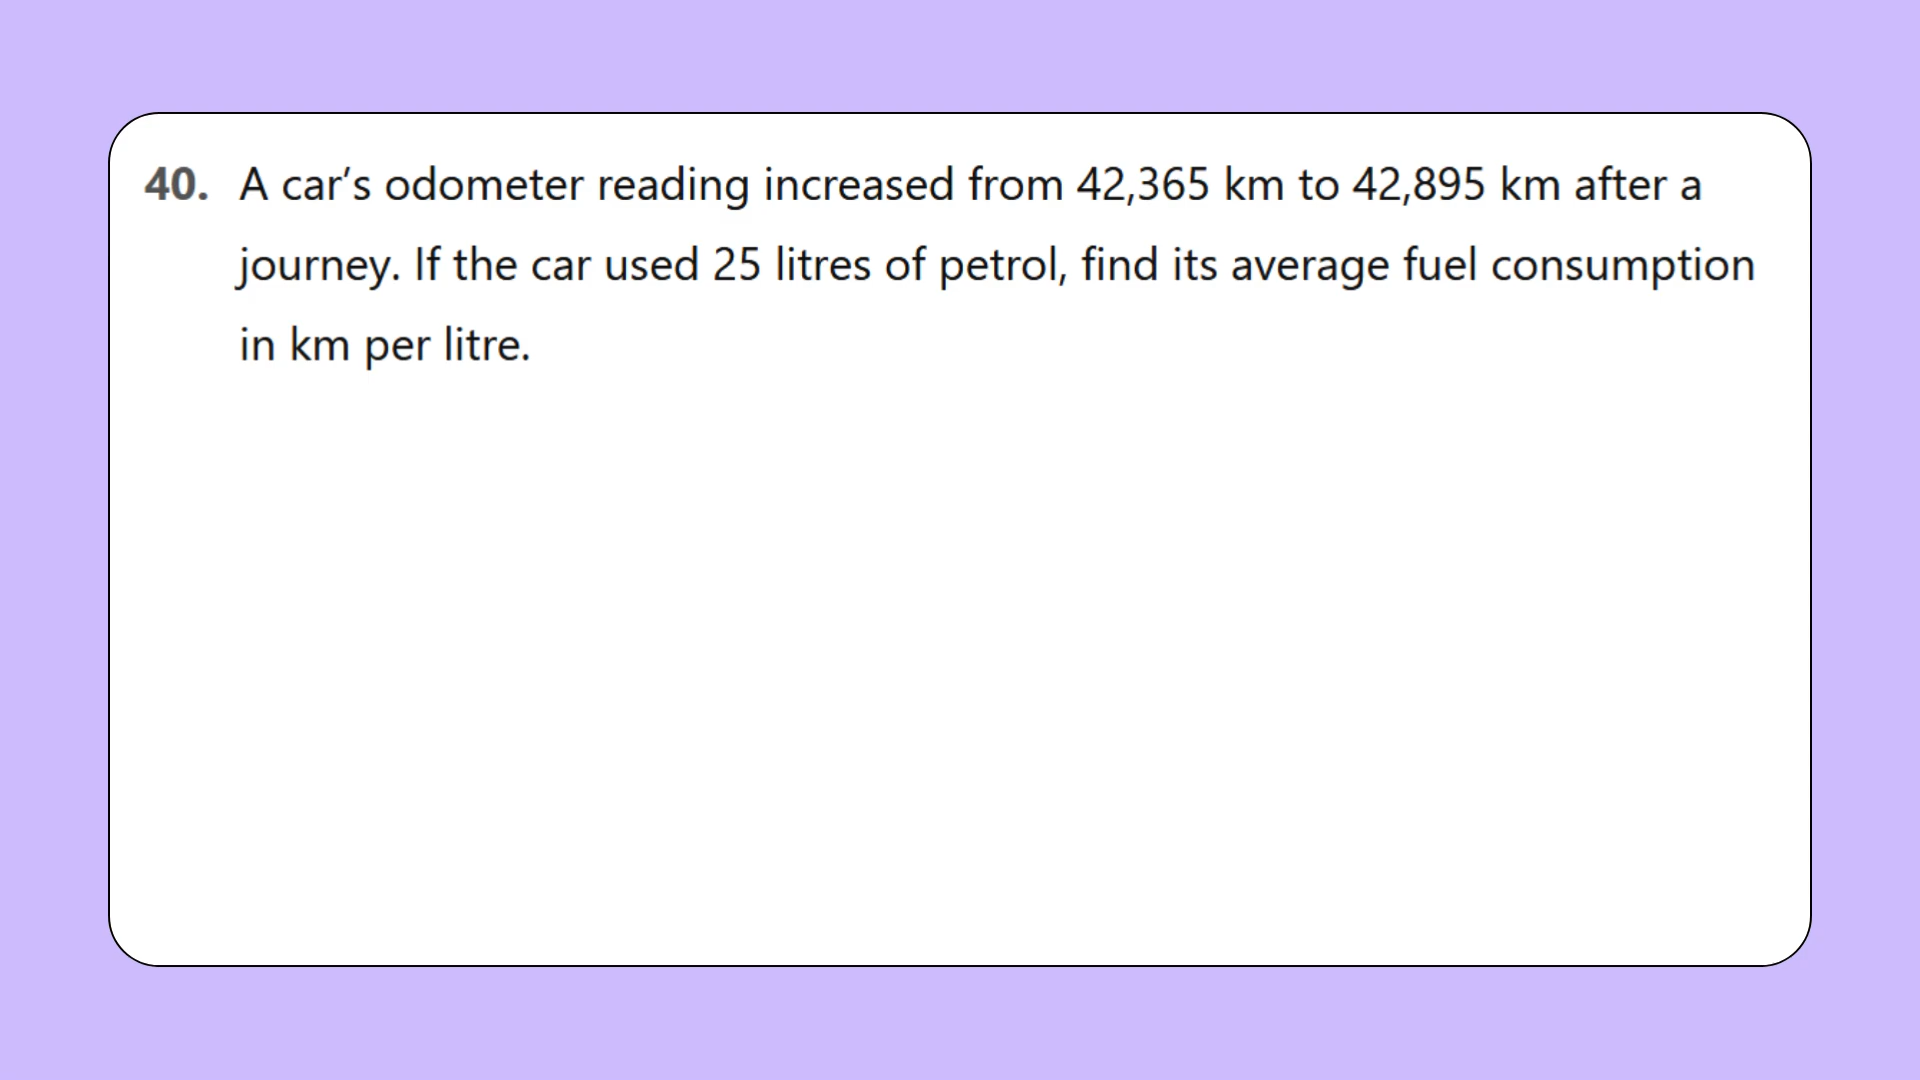 40. A car’s odometer reading increased from 42,365 km to 42,895 km after a
journey. If the car used 25 litres of petrol, find its average fuel consumption
in km per litre.